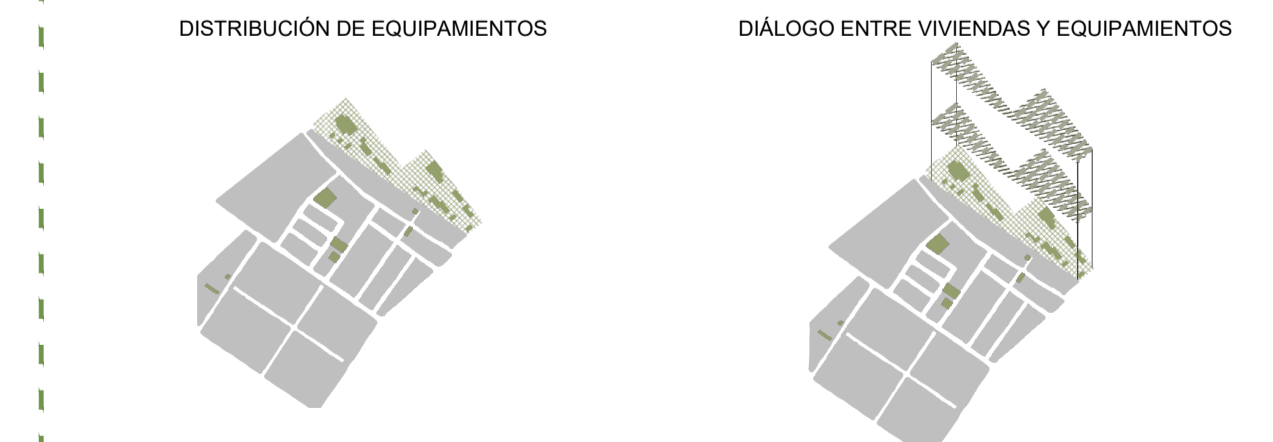 DISTRIBUCIÓN DE EQUIPAMIENTOS
DIÁLOGO ENTRE VIVIENDAS Y EQUIPAMIENTOS